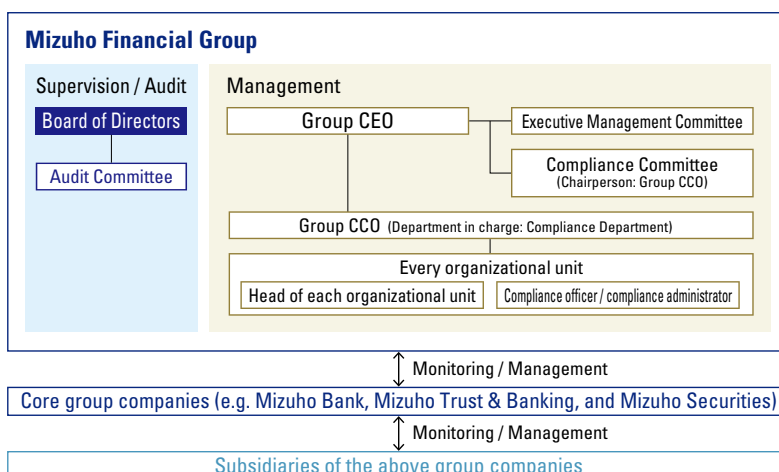 Mizuho Financial Group
Supervision / Audit
Board of Directors
Audit Committee
Management
Group CEO
Executive Management Committee
Compliance Committee
(Chairperson: Group CCO)
Group CCO (Department in charge: Compliance Department)
Every organizational unit
Head of each organizational unit
Compliance officer / compliance administrator
Monitoring / Management
Core group companies (e.g. Mizuho Bank, Mizuho Trust & Banking, and Mizuho Securities)
Monitoring / Management
Subsidiaries of the above group companies